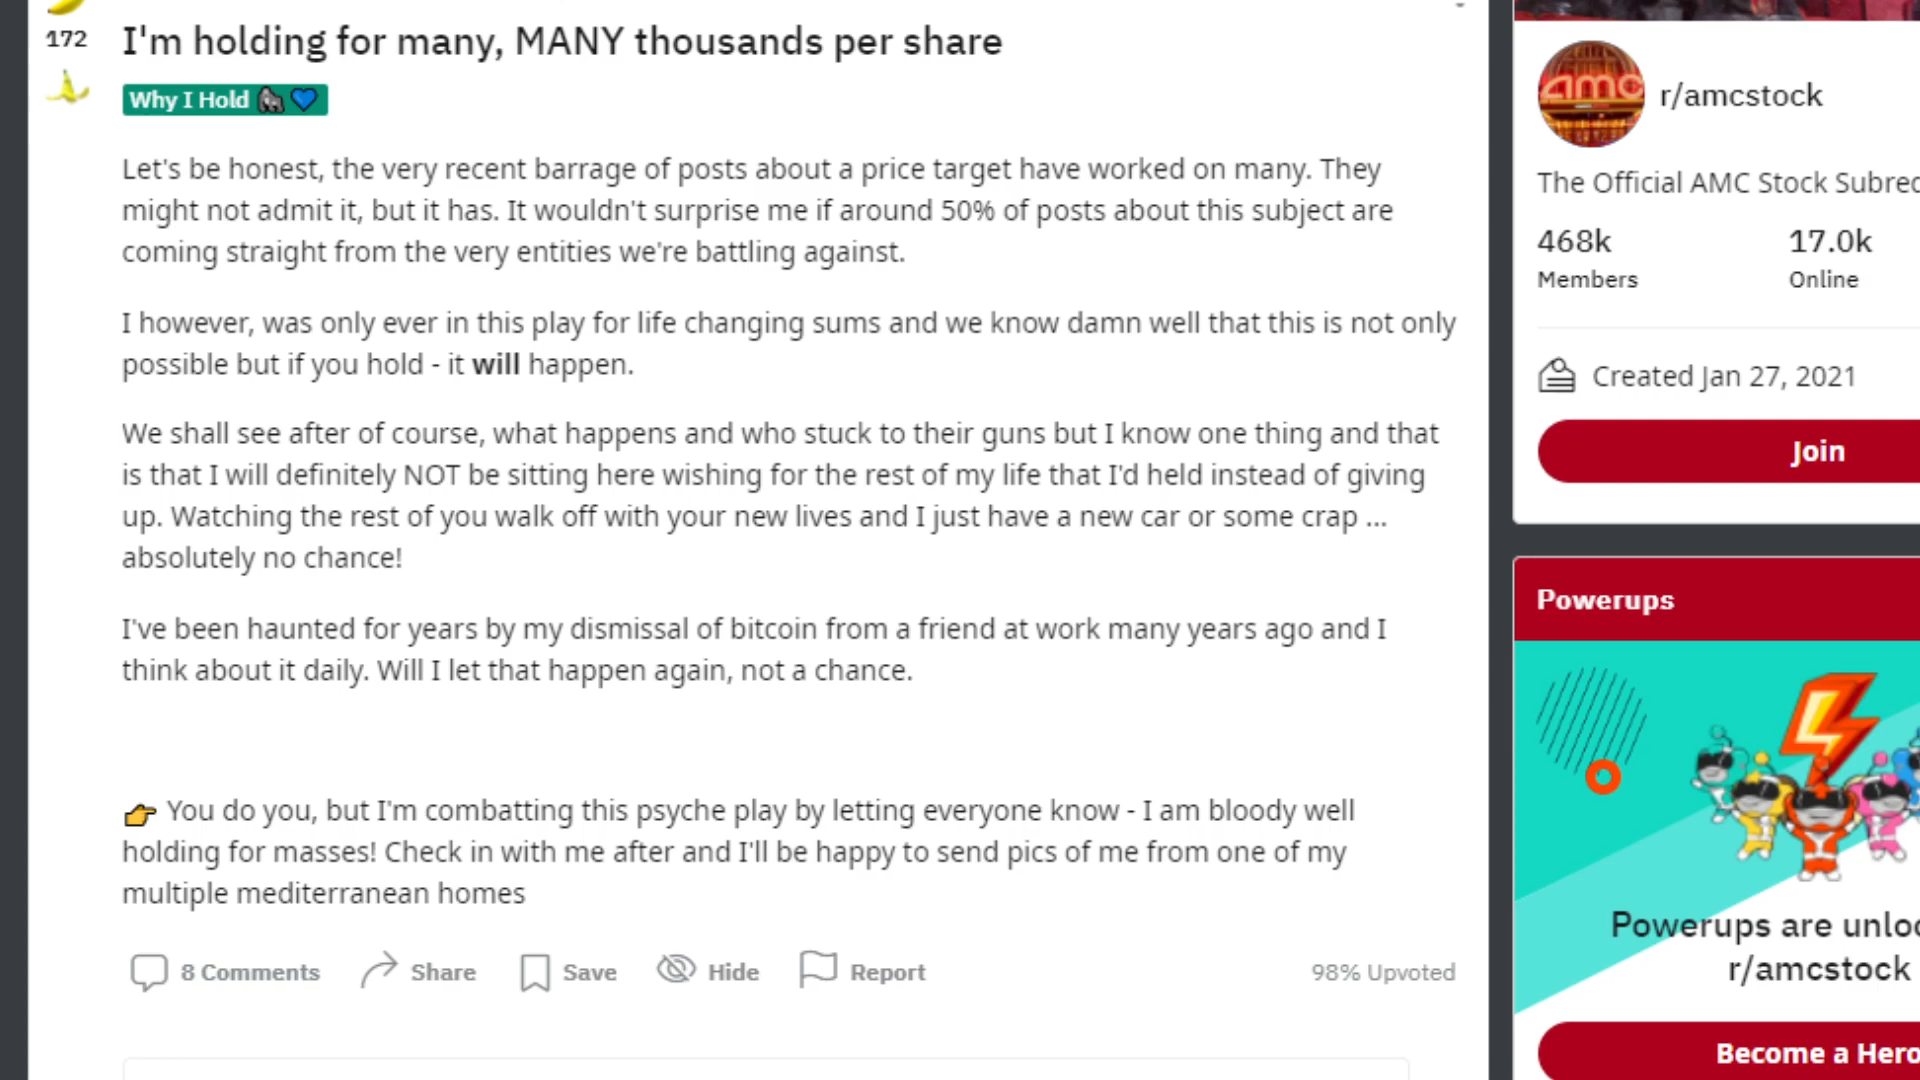 172
I'm holding for many, MANY thousands per share
Why I Hold 🦍💙
Let's be honest, the very recent barrage of posts about a price target have worked on many. They
might not admit it, but it has. It wouldn't surprise me if around 50% of posts about this subject are
coming straight from the very entities we're battling against.
I however, was only ever in this play for life changing sums and we know damn well that this is not only
possible but if you hold - it will happen.
We shall see after of course, what happens and who stuck to their guns but I know one thing and that
is that I will definitely NOT be sitting here wishing for the rest of my life that I'd held instead of giving
up. Watching the rest of you walk off with your new lives and I just have a new car or some crap ...
absolutely no chance!
I've been haunted for years by my dismissal of bitcoin from a friend at work many years ago and I
think about it daily. Will I let that happen again, not a chance.
👉 You do you, but I'm combatting this psyche play by letting everyone know - I am bloody well
holding for masses! Check in with me after and I'll be happy to send pics of me from one of my
multiple mediterranean homes
8 Comments Share Save Hide Report 98% Upvoted
amc
r/amcstock
The Official AMC Stock
468k 17.0k
Members Online
Created Jan 27, 2021
Join
Powerups
Powerups are
r/amcstock
Become a Hero